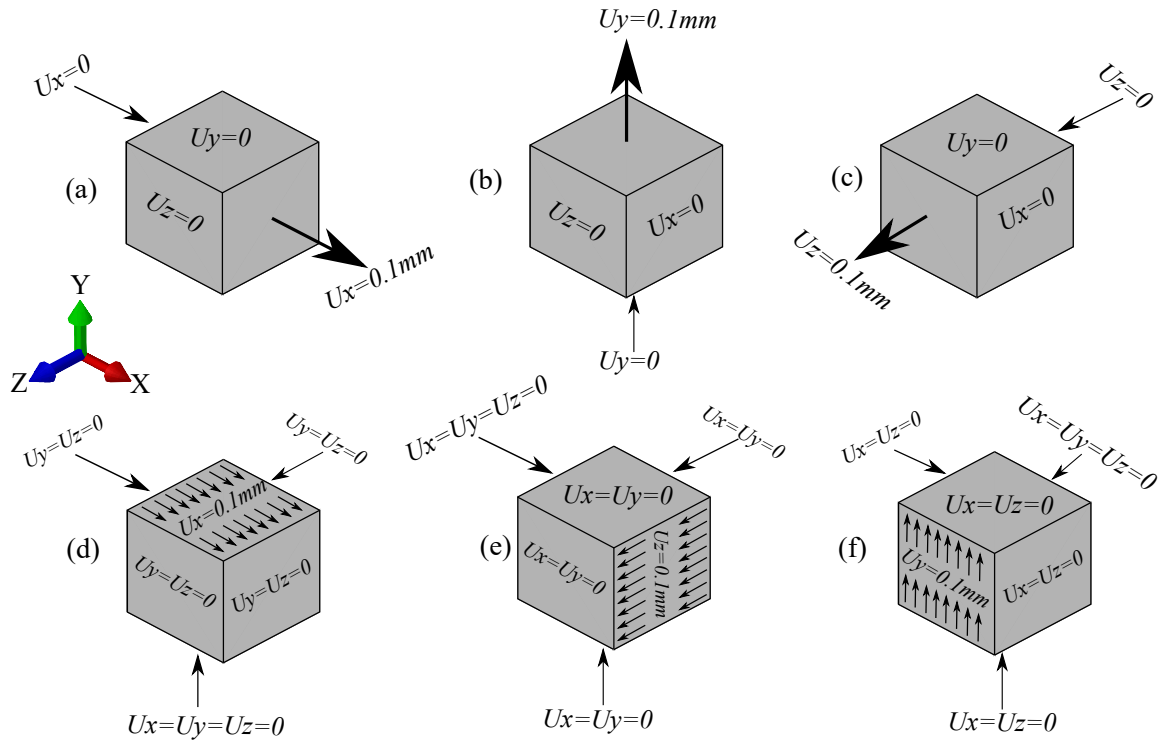 Ux=0
Uy=0
(a)
Uz=0
Ux=0.1mm
Uy=0.1mm
(b)
Uz=0
Ux=0
Uy=0
Uz=0
Uy=0
(c)
Ux=0
Uz=0.1mm
Y
Z
X
Uy=Uz=0
Uy=Uz=0
Ux=0.1mm
(d)
Uy=Uz=0
Uy=Uz=0
Ux=Uy=Uz=0
Ux=Uy=Uz=0
Ux=Uy=0
Ux=Uy=0
(e)
Ux=Uy=0
Uz=0.1mm
Ux=Uy=0
Ux=Uz=0
Ux=Uy=Uz=0
Ux=Uz=0
(f)
Uy=0.1mm
Ux=Uz=0
Ux=Uz=0